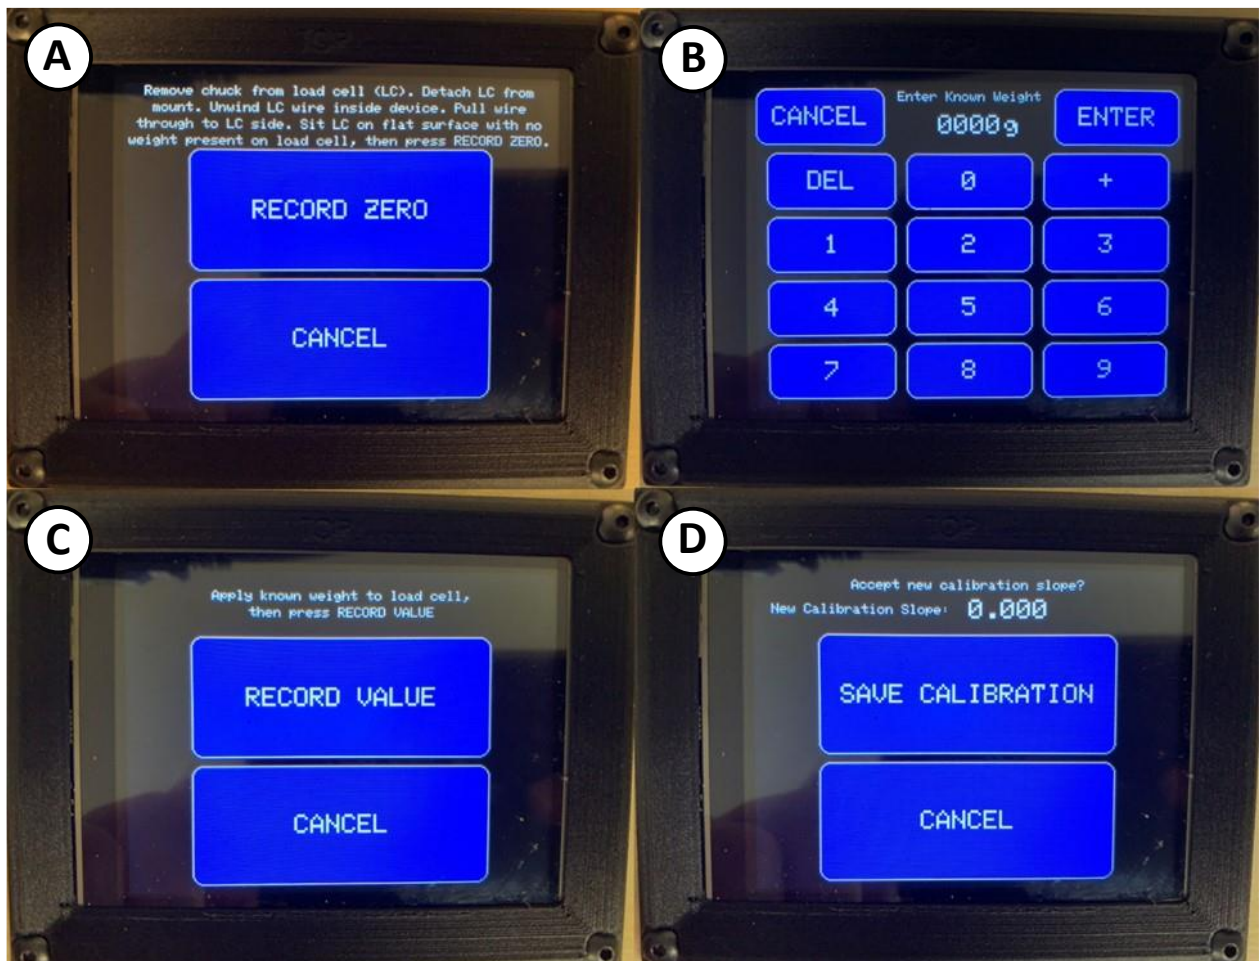 A
Remove chuck from load cell (LC). Detach LC from
mount. Unwind LC wire inside device. Pull wire
through to LC side. Sit LC on flat surface with no
weight present on load cell, then press RECORD ZERO.
RECORD ZERO
CANCEL
B
CANCEL
Enter Known Weight
0000g
ENTER
DEL 0 +
1 2 3
4 5 6
7 8 9
C
Apply known weight to load cell,
then press RECORD VALUE
RECORD VALUE
CANCEL
D
Accept new calibration slope?
New Calibration Slope: 0.000
SAVE CALIBRATION
CANCEL